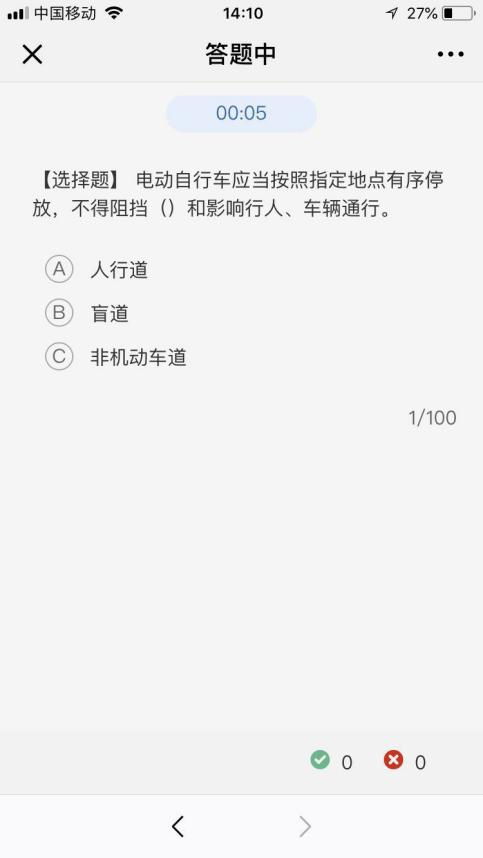 中国移动 14:10 27%
答题中
00:05
【选择题】 电动自行车应当按照指定地点有序停
放，不得阻挡（）和影响行人、车辆通行。
A 人行道
B 盲道
C 非机动车道
1/100
0 0